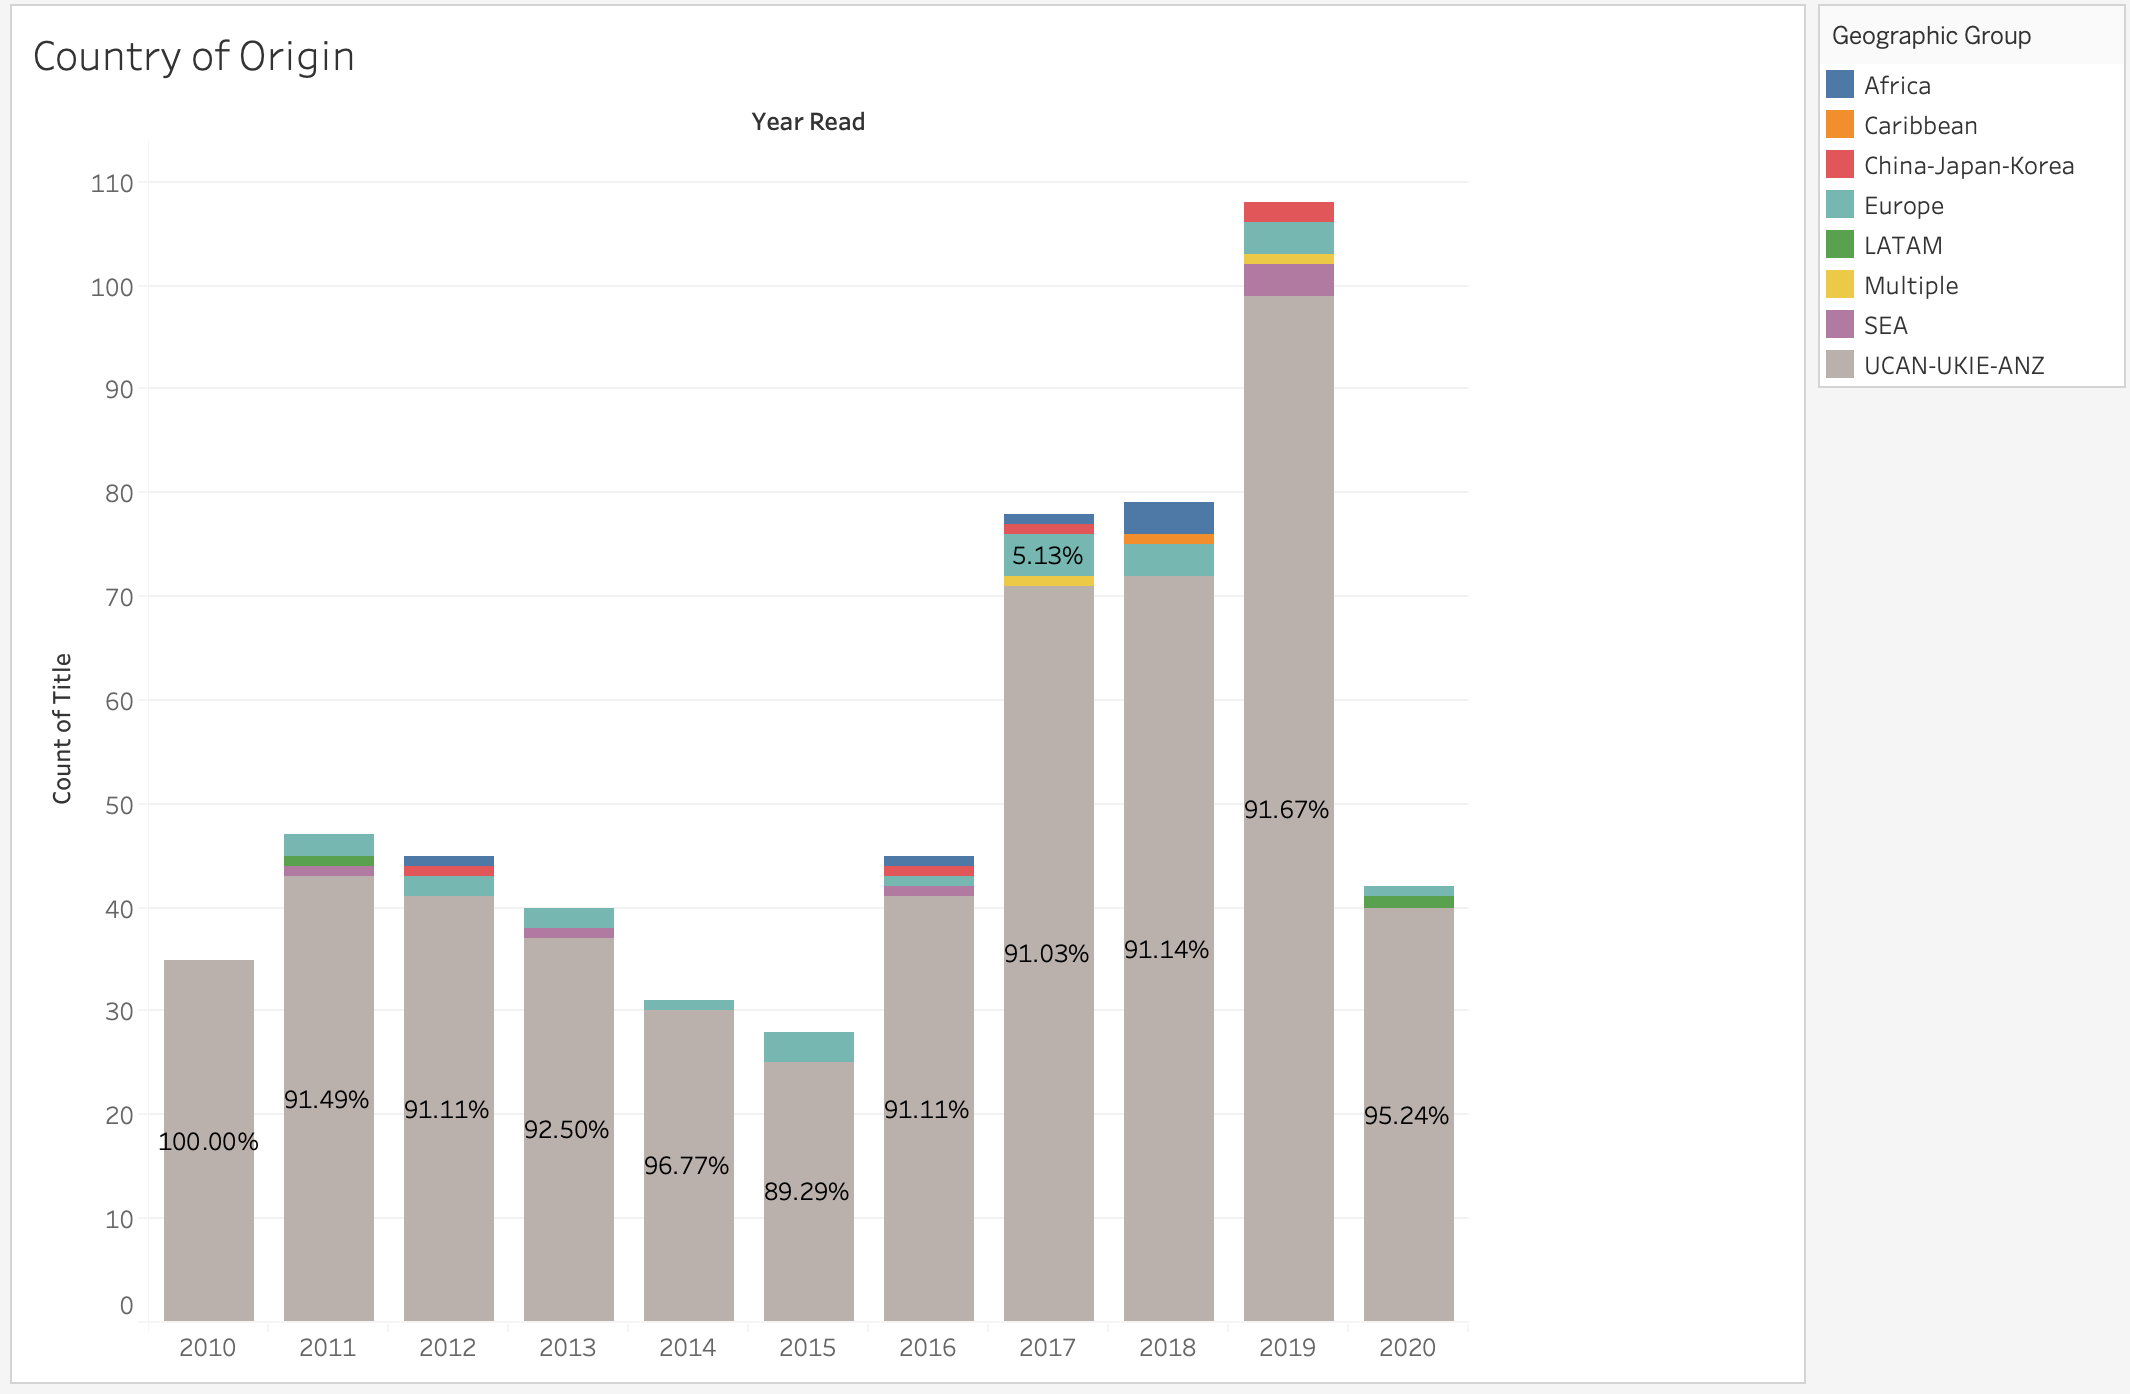 Country of Origin
Year Read
Count of Title
110
100
90
80
70
60
50
40
30
20
10
0
5.13%
91.67%
91.03%
91.14%
91.49%
91.11%
91.11%
95.24%
92.50%
100.00%
96.77%
89.29%
2010 2011 2012 2013 2014 2015 2016 2017 2018 2019 2020
Geographic Group
Africa
Caribbean
China-Japan-Korea
Europe
LATAM
Multiple
SEA
UCAN-UKIE-ANZ